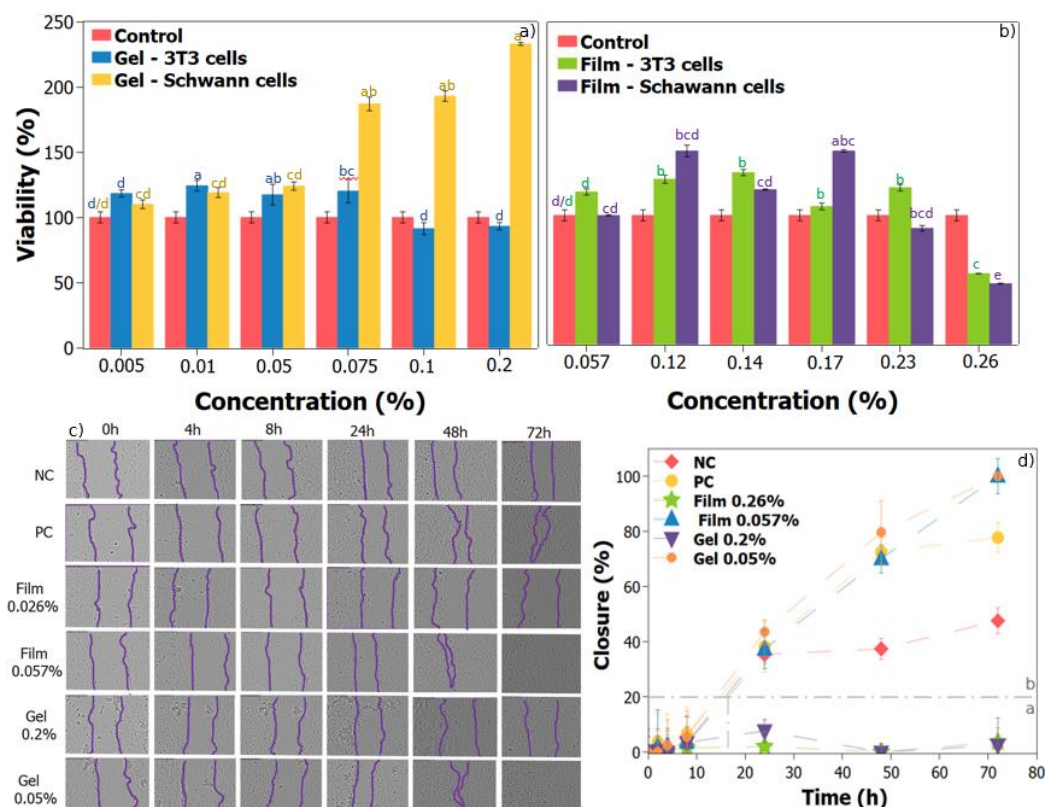 a)
Control
Gel - 3T3 cells
Gel - Schwann cells
Viability (%)
250
200
150
100
50
0
d/d d cd
a cd
ab cd
bc ab
d ab
d a
0.005 0.01 0.05 0.075 0.1 0.2
Concentration (%)
b)
Control
Film - 3T3 cells
Film - Schawann cells
d/d d cd
b bcd
b cd
b abc
b bcd
c e
0.057 0.12 0.14 0.17 0.23 0.26
Concentration (%)
c)
0h 4h 8h 24h 48h 72h
NC
PC
Film
0.026%
Film
0.057%
Gel
0.2%
Gel
0.05%
d)
NC
PC
Film 0.26%
Film 0.057%
Gel 0.2%
Gel 0.05%
Closure (%)
100
80
60
40
20
0
b
a
0 10 20 30 40 50 60 70 80
Time (h)